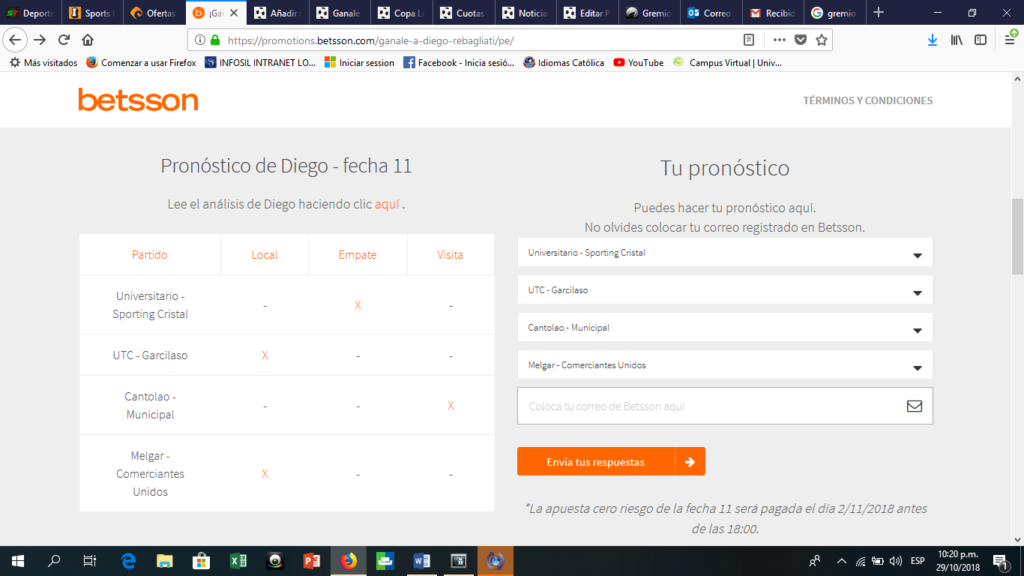 Deport
Sports
Ofertas
¡Ga
Añadir
Ganale
Copa L
Cuotas
Noticia
Editar P
Gremio
Correo
Recibid
gremio
https://promotions.betsson.com/ganale-a-diego-rebagliati/pe/
Más visitados
Comenzar a usar Firefox
INFOSIL INTRANET LO...
Iniciar session
Facebook - Inicia sesió...
Idiomas Católica
YouTube
Campus Virtual | Univ...
betsson
TÉRMINOS Y CONDICIONES
Pronóstico de Diego - fecha 11
Lee el análisis de Diego haciendo clic aquí .
Partido Local Empate Visita
Universitario -
Sporting Cristal
- X -
UTC - Garcilaso X - -
Cantolao -
Municipal
- - X
Melgar -
Comerciantes
Unidos
X - -
Tu pronóstico
Puedes hacer tu pronóstico aquí.
No olvides colocar tu correo registrado en Betsson.
Universitario - Sporting Cristal
UTC - Garcilaso
Cantolao - Municipal
Melgar - Comerciantes Unidos
Coloca tu correo de Betsson aquí
Envía tus respuestas
*La apuesta cero riesgo de la fecha 11 será pagada el día 2/11/2018 antes
de las 18:00.
ESP
10:20 p.m.
29/10/2018
1